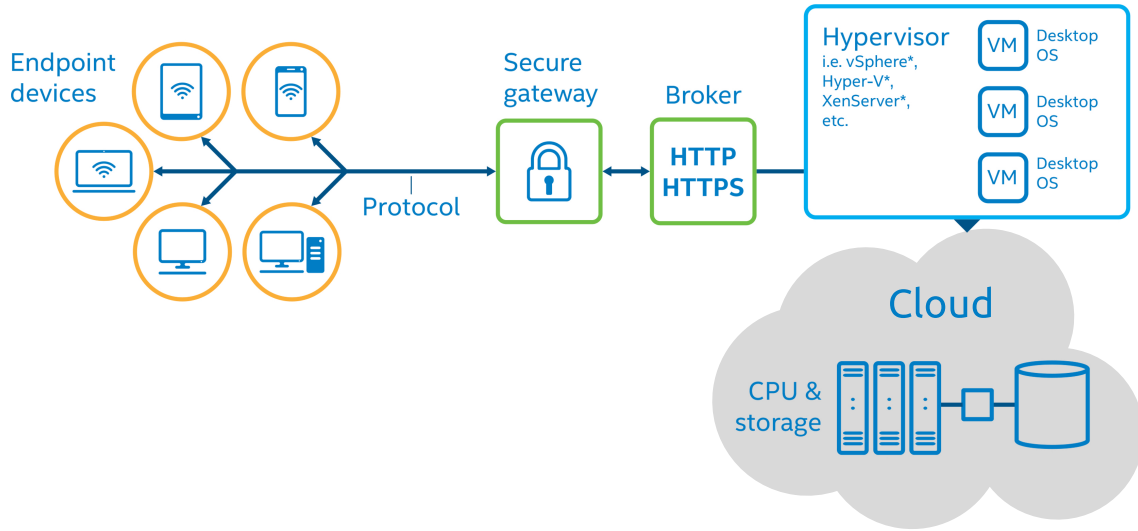 Endpoint
devices
Protocol
Secure
gateway
Broker
HTTP
HTTPS
Hypervisor
i.e. vSphere*,
Hyper-V*,
XenServer*,
etc.
VM
Desktop
OS
VM
Desktop
OS
VM
Desktop
OS
Cloud
CPU &
storage